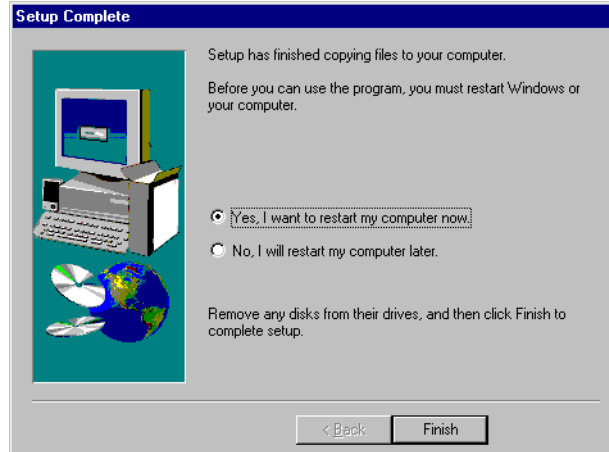 Setup Complete
Setup has finished copying files to your computer.
Before you can use the program, you must restart Windows or
your computer.
Yes, I want to restart my computer now.
No, I will restart my computer later.
Remove any disks from their drives, and then click Finish to
complete setup.
< Back
Finish